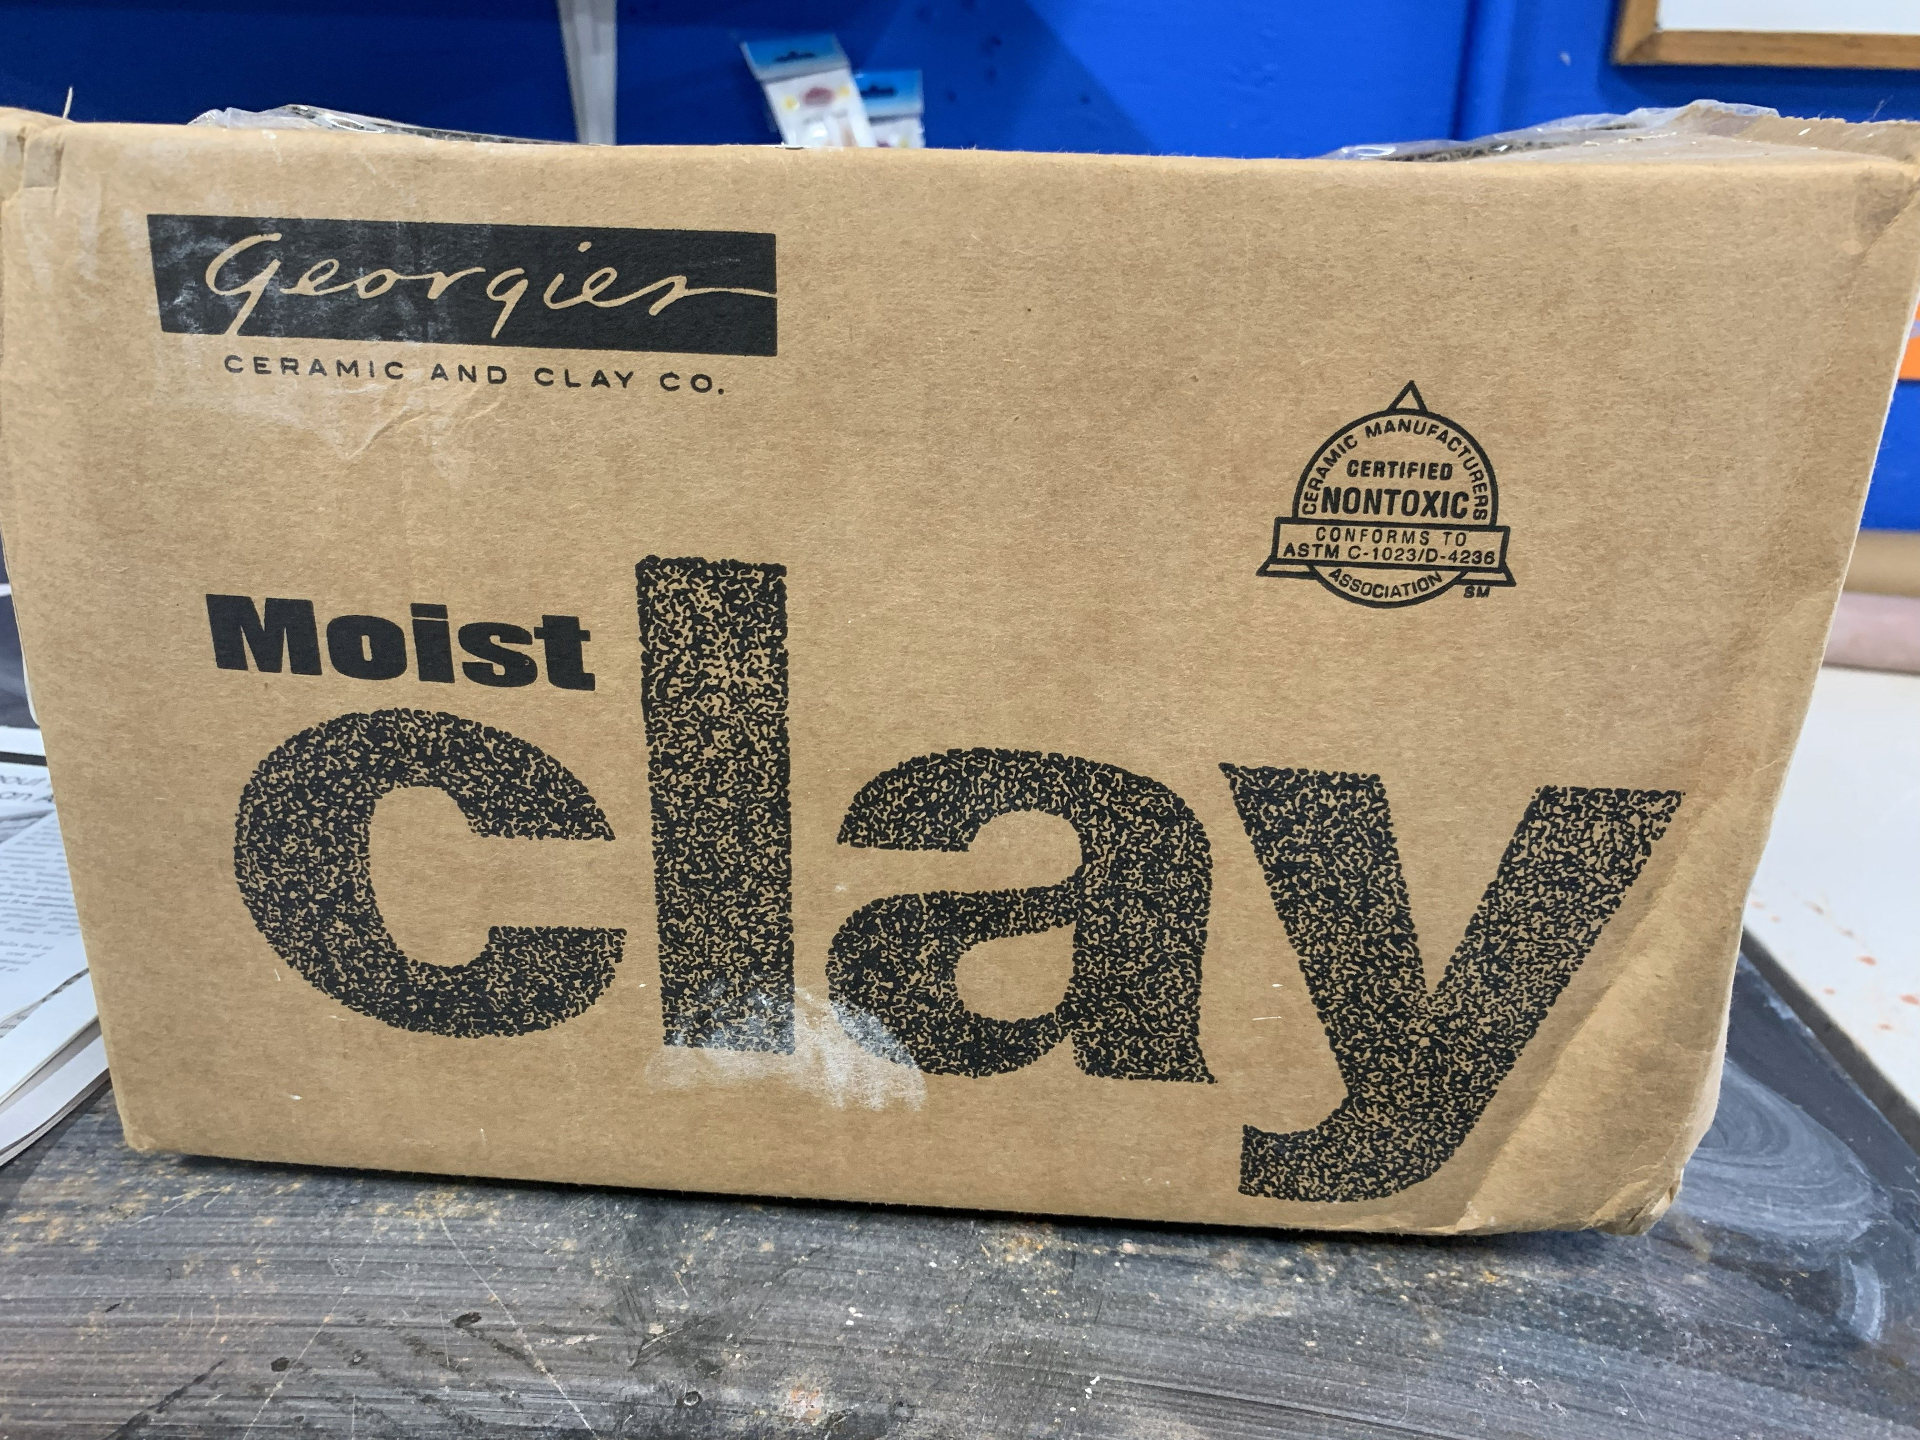 Georgies
CERAMIC AND CLAY CO.
CERAMIC MANUFACTURERS
CERTIFIED
NONTOXIC
CONFORMS TO
ASTM C-1023/D-4236
ASSOCIATION
SM
Moist
clay